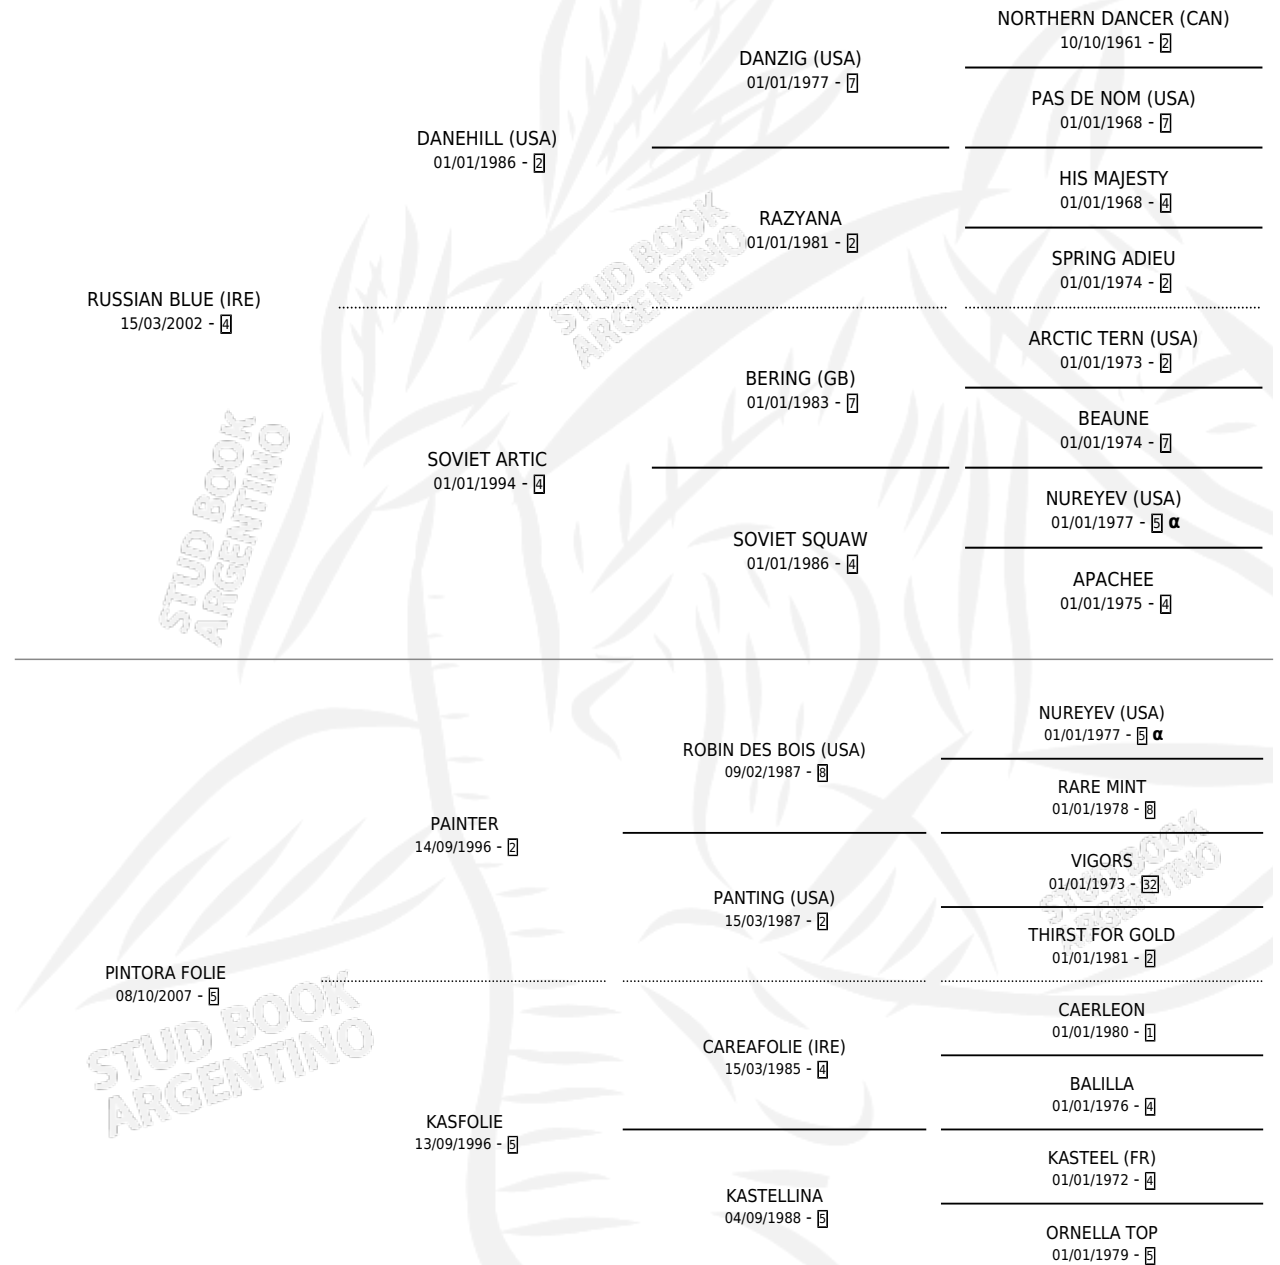 NORTHERN DANCER (CAN)
10/10/1961 - 2
DANZIG (USA)
01/01/1977 - 7
PAS DE NOM (USA)
01/01/1968 - 7
DANEHILL (USA)
01/01/1986 - 2
HIS MAJESTY
01/01/1968 - 4
RAZYANA
01/01/1981 - 2
SPRING ADIEU
01/01/1974 - 2
RUSSIAN BLUE (IRE)
15/03/2002 - 4
ARCTIC TERN (USA)
01/01/1973 - 2
BERING (GB)
01/01/1983 - 7
BEAUNE
01/01/1974 - 7
SOVIET ARTIC
01/01/1994 - 4
NUREYEV (USA)
01/01/1977 - 5 α
SOVIET SQUAW
01/01/1986 - 4
APACHEE
01/01/1975 - 4
NUREYEV (USA)
01/01/1977 - 5 α
ROBIN DES BOIS (USA)
09/02/1987 - 8
RARE MINT
01/01/1978 - 8
PAINTER
14/09/1996 - 2
VIGORS
01/01/1973 - 32
PANTING (USA)
15/03/1987 - 2
THIRST FOR GOLD
01/01/1981 - 2
PINTORA FOLIE
08/10/2007 - 5
CAERLEON
01/01/1980 - 1
CAREAFOLIE (IRE)
15/03/1985 - 4
BALILLA
01/01/1976 - 4
KASFOLIE
13/09/1996 - 5
KASTEEL (FR)
01/01/1972 - 4
KASTELLINA
04/09/1988 - 5
ORNELLA TOP
01/01/1979 - 5
STUD BOOK
ARGENTINO
STUD BOOK
ARGENTINO
STUD BOOK
ARGENTINO
STUD BOOK
ARGENTINO